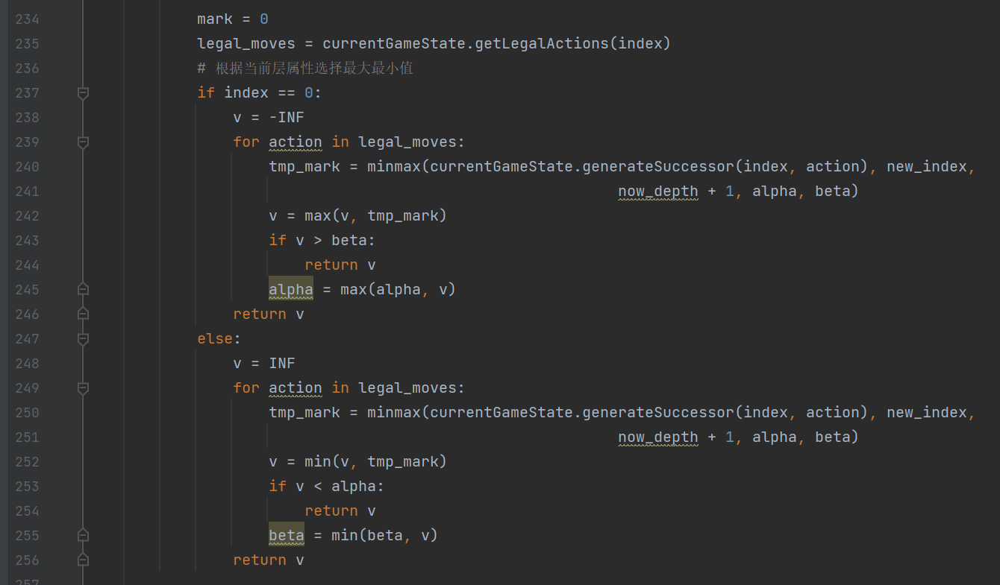 234 mark = 0
235 legal_moves = currentGameState.getLegalActions(index)
236 # 根据当前层属性选择最大最小值
237 if index == 0:
238 v = -INF
239 for action in legal_moves:
240 tmp_mark = minmax(currentGameState.generateSuccessor(index, action), new_index,
241 now_depth + 1, alpha, beta)
242 v = max(v, tmp_mark)
243 if v > beta:
244 return v
245 alpha = max(alpha, v)
246 return v
247 else:
248 v = INF
249 for action in legal_moves:
250 tmp_mark = minmax(currentGameState.generateSuccessor(index, action), new_index,
251 now_depth + 1, alpha, beta)
252 v = min(v, tmp_mark)
253 if v < alpha:
254 return v
255 beta = min(beta, v)
256 return v
257